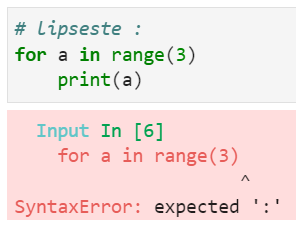 # lipseste :
for a in range(3)
    print(a)
Input In [6]
    for a in range(3)
                     ^
SyntaxError: expected ':'